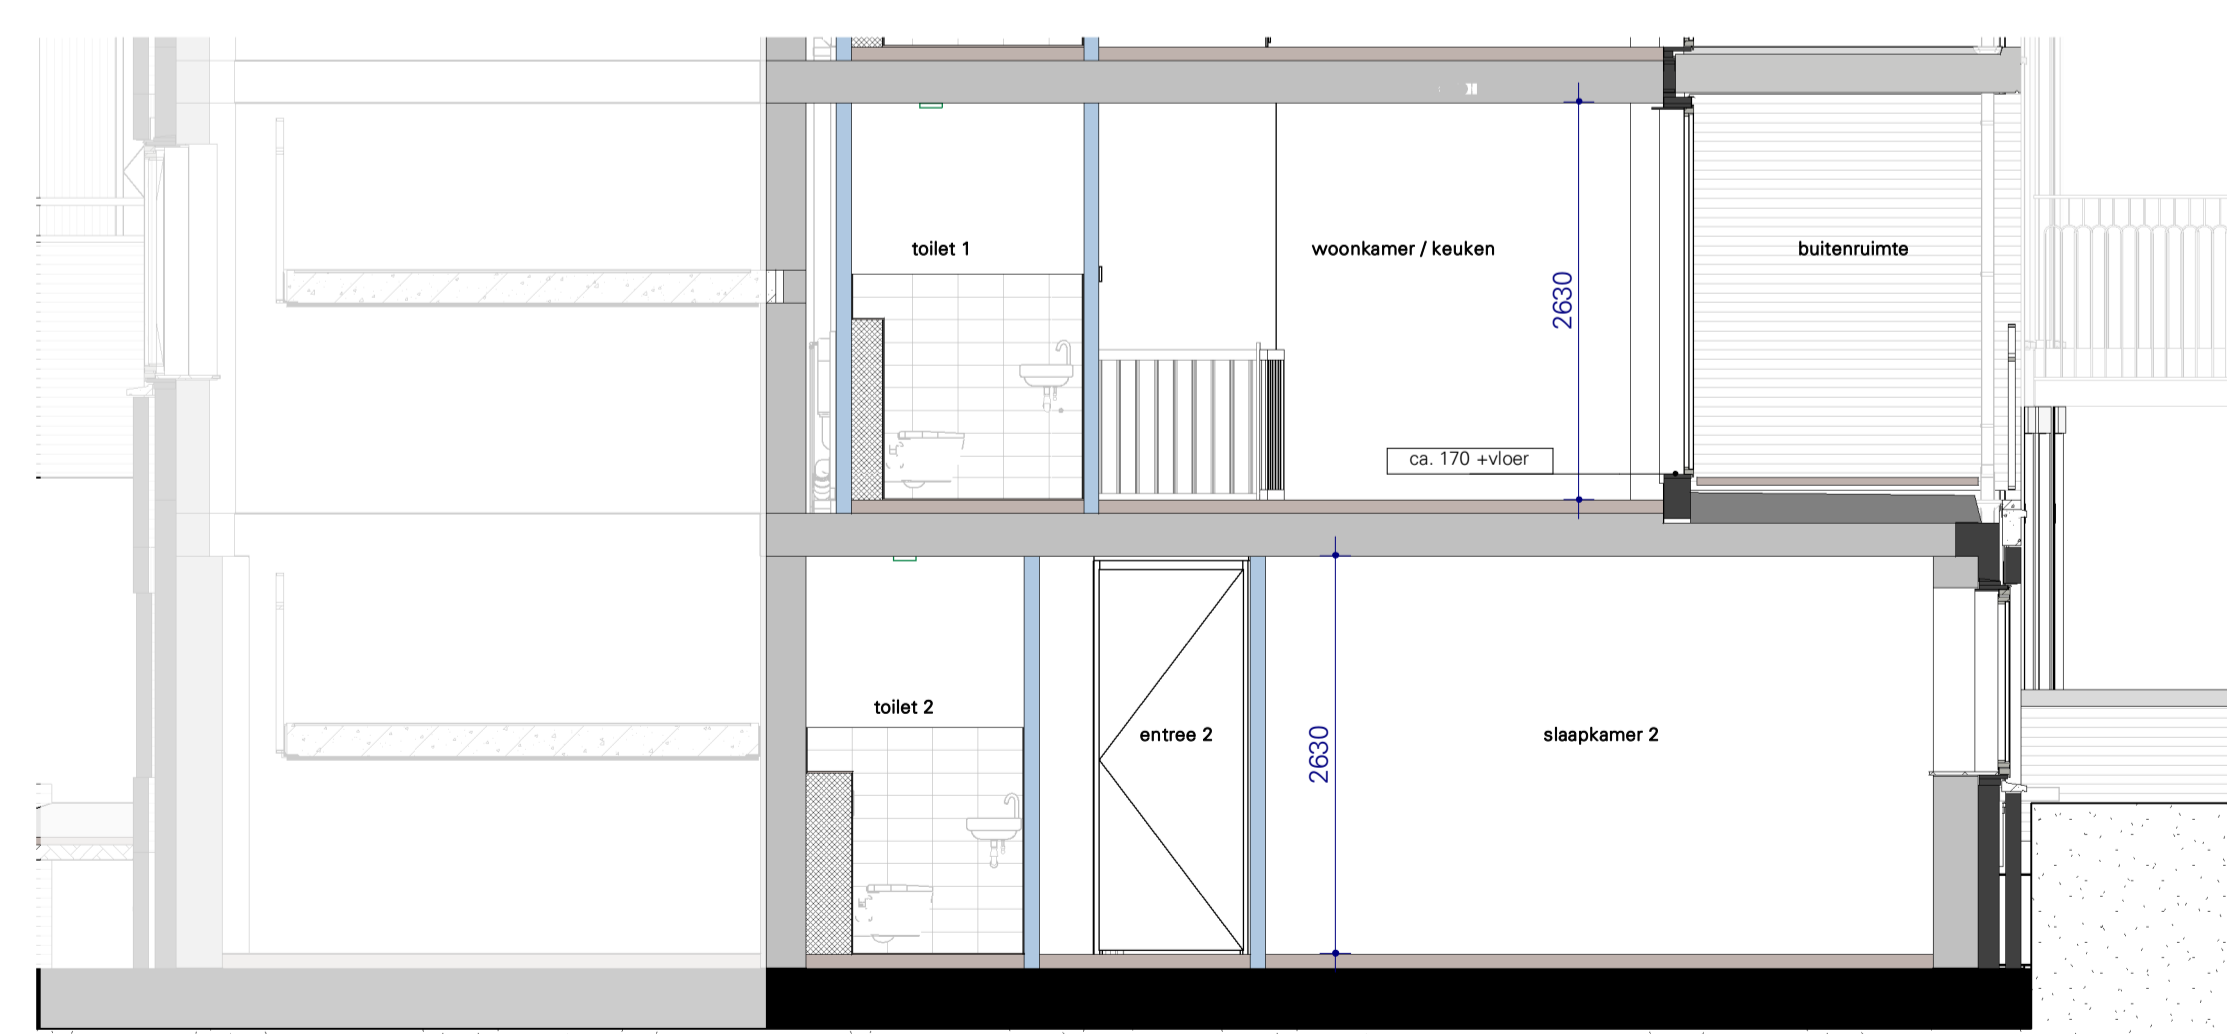 toilet 1
woonkamer / keuken
buitenruimte
2630
ca. 170 +vloer
toilet 2
entree 2
2630
slaapkamer 2